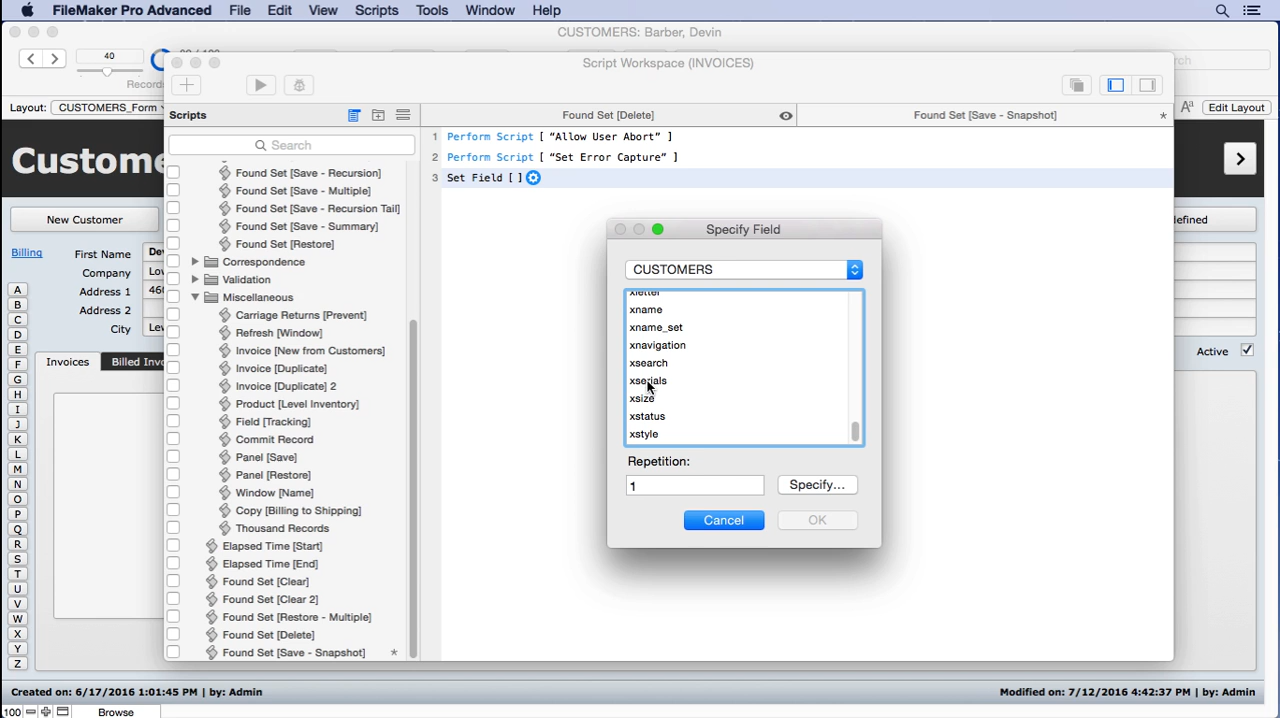 FileMaker Pro Advanced File Edit View Scripts Tools Window Help
CUSTOMERS: Barber, Devin
40
Layout: CUSTOMERS_Form
Edit Layout
Custome
New Customer
Billing
First Name
Company
Address 1
Address 2
City
Invoices
A
B
C
D
E
F
G
H
I
J
K
L
M
N
O
P
Q
R
S
T
U
V
W
X
Y
Z
Script Workspace (INVOICES)
Scripts
Search
Found Set [Save - Recursion]
Found Set [Save - Multiple]
Found Set [Save - Recursion Tail]
Found Set [Save - Summary]
Found Set [Restore]
Correspondence
Validation
Miscellaneous
Carriage Returns [Prevent]
Refresh [Window]
Invoice [New from Customers]
Invoice [Duplicate]
Invoice [Duplicate] 2
Product [Level Inventory]
Field [Tracking]
Commit Record
Panel [Save]
Panel [Restore]
Window [Name]
Copy [Billing to Shipping]
Thousand Records
Elapsed Time [Start]
Elapsed Time [End]
Found Set [Clear]
Found Set [Clear 2]
Found Set [Restore - Multiple]
Found Set [Delete]
Found Set [Save - Snapshot] *
Found Set [Delete]
Found Set [Save - Snapshot] *
1 Perform Script [ “Allow User Abort” ]
2 Perform Script [ “Set Error Capture” ]
3 Set Field [ ]
Specify Field
CUSTOMERS
xletter
xname
xname_set
xnavigation
xsearch
xserials
xsize
xstatus
xstyle
Repetition:
1
Specify...
Cancel
OK
Active
Created on: 6/17/2016 1:01:45 PM | by: Admin
Modified on: 7/12/2016 4:42:37 PM | by: Admin
100
Browse